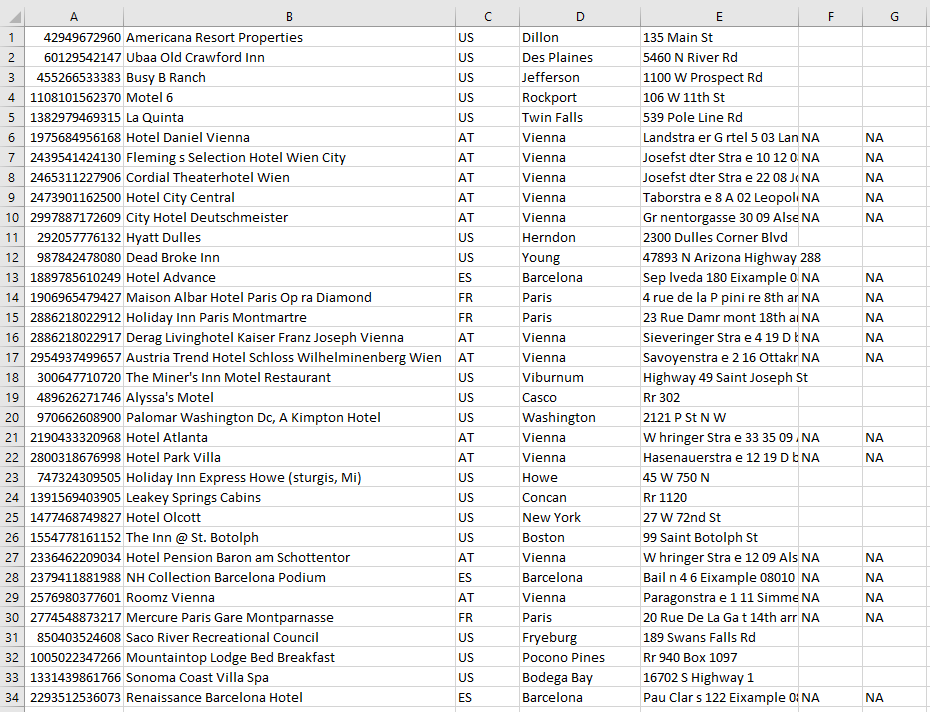 A B C D E F G
1 42949672960 Americana Resort Properties US Dillon 135 Main St
2 60129542147 Ubaa Old Crawford Inn US Des Plaines 5460 N River Rd
3 455266533383 Busy B Ranch US Jefferson 1100 W Prospect Rd
4 1108101562370 Motel 6 US Rockport 106 W 11th St
5 1382979469315 La Quinta US Twin Falls 539 Pole Line Rd
6 1975684956168 Hotel Daniel Vienna AT Vienna Landstra er G rtel 5 03 Lan NA NA
7 2439541424130 Fleming s Selection Hotel Wien City AT Vienna Josefst dter Stra e 10 12 0 NA NA
8 2465311227906 Cordial Theaterhotel Wien AT Vienna Josefst dter Stra e 22 08 Jo NA NA
9 2473901162500 Hotel City Central AT Vienna Taborstra e 8 A 02 Leopol NA NA
10 2997887172609 City Hotel Deutschmeister AT Vienna Gr nentorgasse 30 09 Alse NA NA
11 292057776132 Hyatt Dulles US Herndon 2300 Dulles Corner Blvd
12 987842478080 Dead Broke Inn US Young 47893 N Arizona Highway 288
13 1889785610249 Hotel Advance ES Barcelona Sep lveda 180 Eixample 0 NA NA
14 1906965479427 Maison Albar Hotel Paris Op ra Diamond FR Paris 4 rue de la P pini re 8th ar NA NA
15 2886218022912 Holiday Inn Paris Montmartre FR Paris 23 Rue Damr mont 18th a NA NA
16 2886218022917 Derag Livinghotel Kaiser Franz Joseph Vienna AT Vienna Sieveringer Stra e 4 19 D b NA NA
17 2954937499657 Austria Trend Hotel Schloss Wilhelminenberg Wien AT Vienna Savoyenstra e 2 16 Ottakr NA NA
18 300647710720 The Miner's Inn Motel Restaurant US Viburnum Highway 49 Saint Joseph St
19 489626271746 Alyssa's Motel US Casco Rr 302
20 970662608900 Palomar Washington Dc, A Kimpton Hotel US Washington 2121 P St N W
21 2190433320968 Hotel Atlanta AT Vienna W hringer Stra e 33 35 09 NA NA
22 2800318676998 Hotel Park Villa AT Vienna Hasenauerstra e 12 19 D b NA NA
23 747324309505 Holiday Inn Express Howe (sturgis, Mi) US Howe 45 W 750 N
24 1391569403905 Leakey Springs Cabins US Concan Rr 1120
25 1477468749827 Hotel Olcott US New York 27 W 72nd St
26 1554778161152 The Inn @ St. Botolph US Boston 99 Saint Botolph St
27 2336462209034 Hotel Pension Baron am Schottentor AT Vienna W hringer Stra e 12 09 Als NA NA
28 2379411881988 NH Collection Barcelona Podium ES Barcelona Bail n 4 6 Eixample 08010 NA NA
29 2576980377601 Roomz Vienna AT Vienna Paragonstra e 1 11 Simme NA NA
30 2774548873217 Mercure Paris Gare Montparnasse FR Paris 20 Rue De La Ga t 14th arr NA NA
31 850403524608 Saco River Recreational Council US Fryeburg 189 Swans Falls Rd
32 1005022347266 Mountaintop Lodge Bed Breakfast US Pocono Pines Rr 940 Box 1097
33 1331439861766 Sonoma Coast Villa Spa US Bodega Bay 16702 S Highway 1
34 2293512536073 Renaissance Barcelona Hotel ES Barcelona Pau Clar s 122 Eixample 0 NA NA